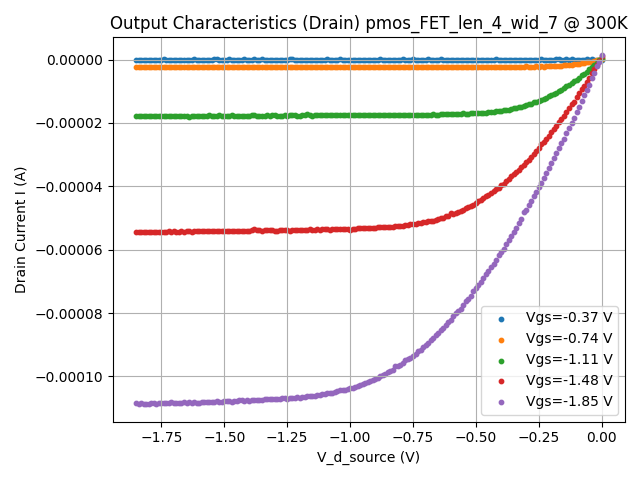 Output Characteristics (Drain) pmos_FET_len_4_wid_7 @ 300K
0.00000
−0.00002
−0.00004
−0.00006
−0.00008
−0.00010
Drain Current I (A)
Vgs=-0.37 V
Vgs=-0.74 V
Vgs=-1.11 V
Vgs=-1.48 V
Vgs=-1.85 V
−1.75 −1.50 −1.25 −1.00 −0.75 −0.50 −0.25 0.00
V_d_source (V)